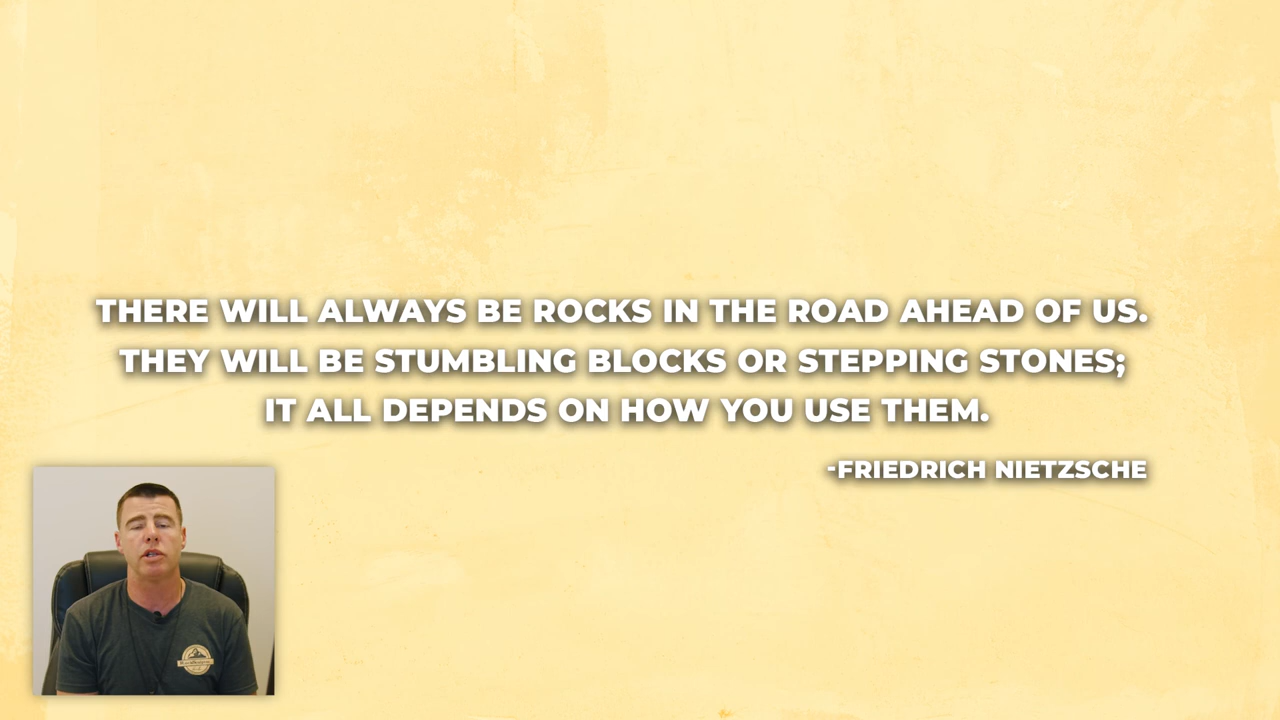 THERE WILL ALWAYS BE ROCKS IN THE ROAD AHEAD OF US.
THEY WILL BE STUMBLING BLOCKS OR STEPPING STONES;
IT ALL DEPENDS ON HOW YOU USE THEM.
-FRIEDRICH NIETZSCHE